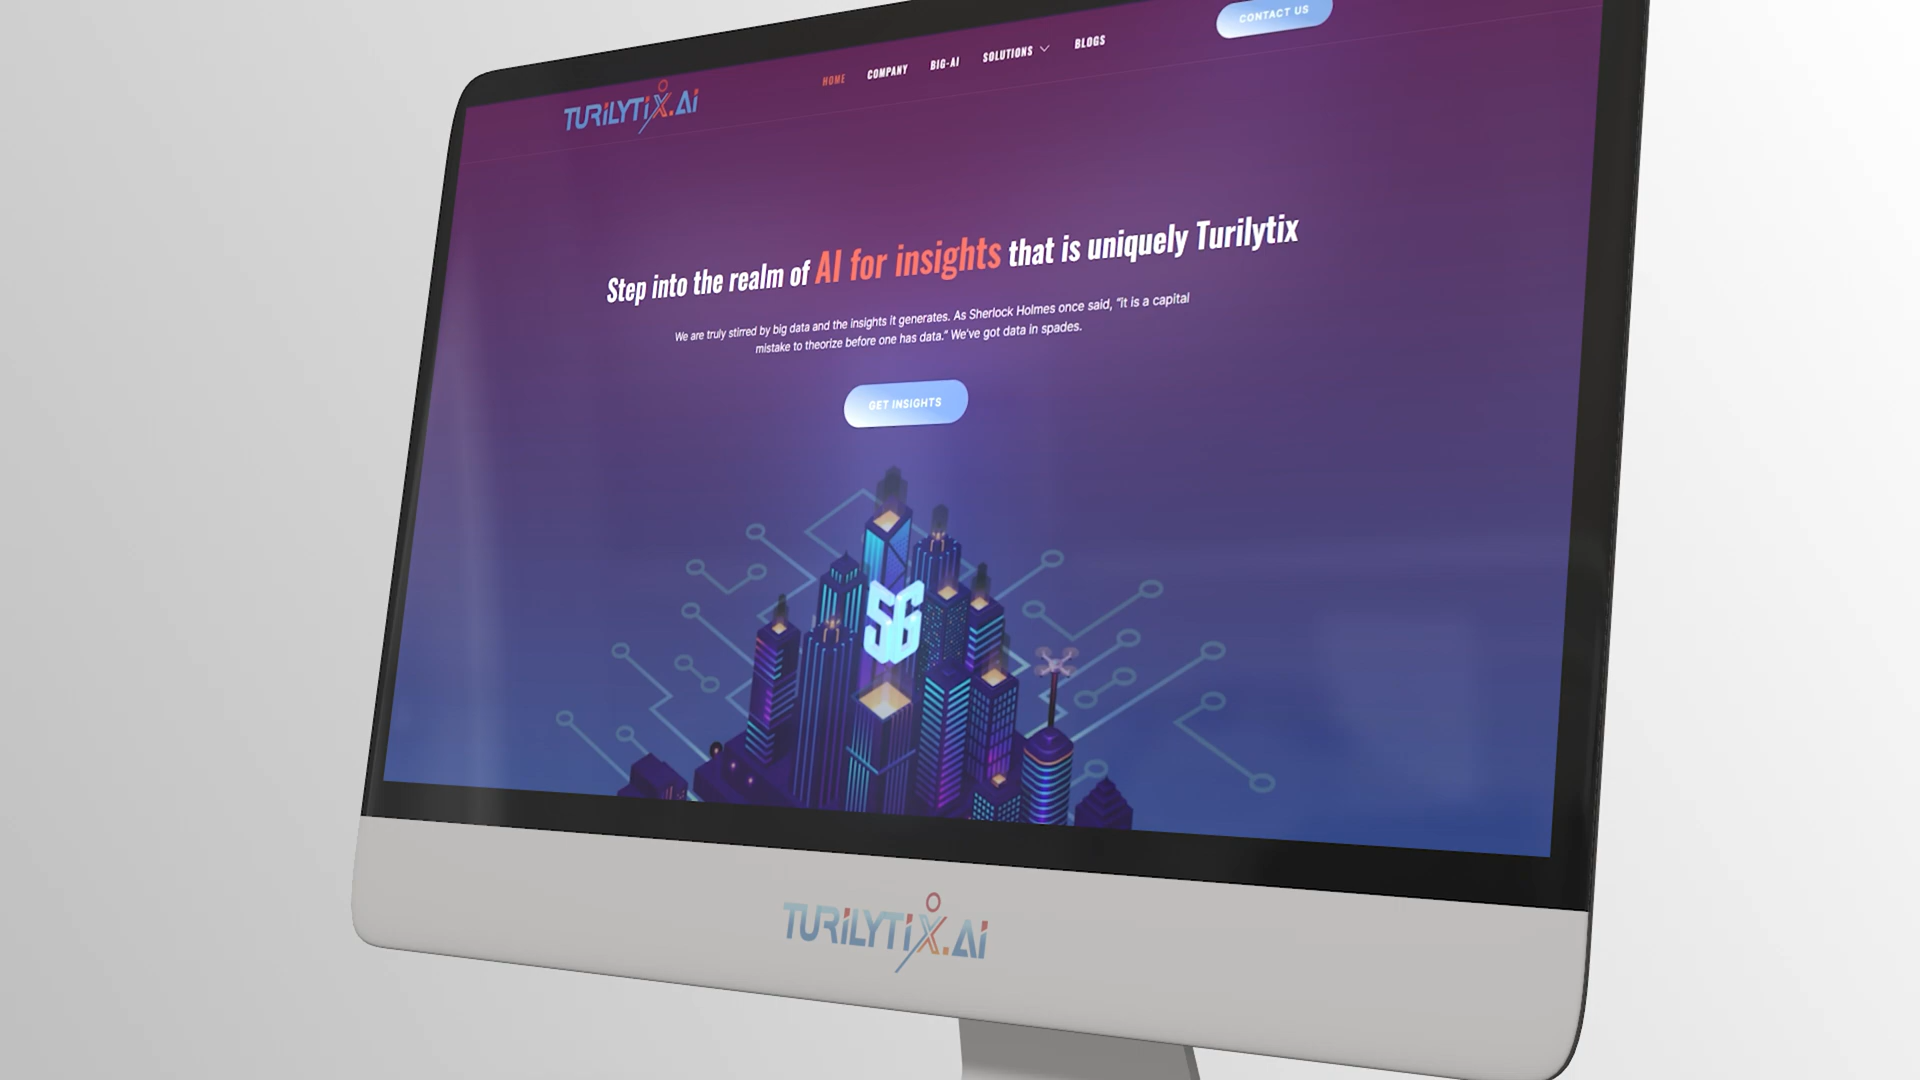 CONTACT US
HOME COMPANY BIG-AI SOLUTIONS BLOGS
TURILYTIX.AI
Step into the realm of AI for insights that is uniquely Turilytix
We are truly stirred by big data and the insights it generates. As Sherlock Holmes once said, “it is a capital
mistake to theorize before one has data.“ We’ve got data in spades.
GET INSIGHTS
5G
TURILYTIX.AI